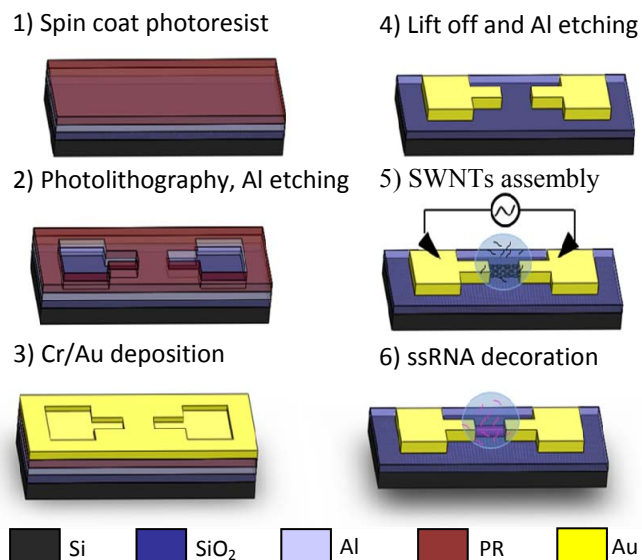 1) Spin coat photoresist
2) Photolithography, Al etching
3) Cr/Au deposition
4) Lift off and Al etching
5) SWNTs assembly
6) ssRNA decoration
Si
SiO₂
Al
PR
Au